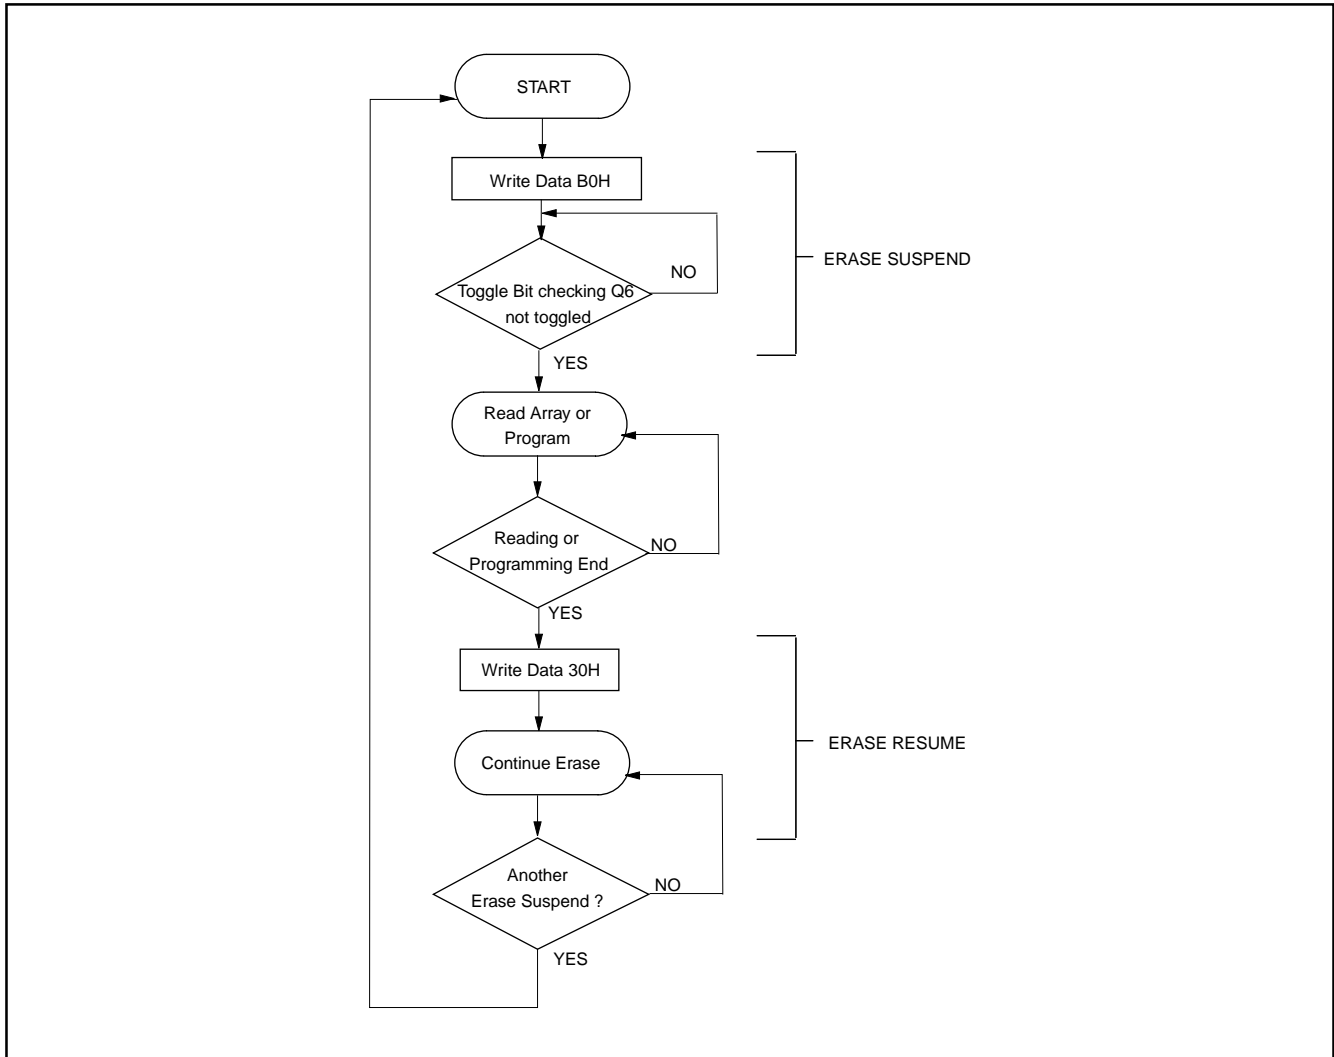 START
Write Data B0H
ERASE SUSPEND
NO
Toggle Bit checking Q6
not toggled
YES
Read Array or
Program
Reading or
Programming End
NO
YES
Write Data 30H
ERASE RESUME
Continue Erase
Another
Erase Suspend ?
NO
YES